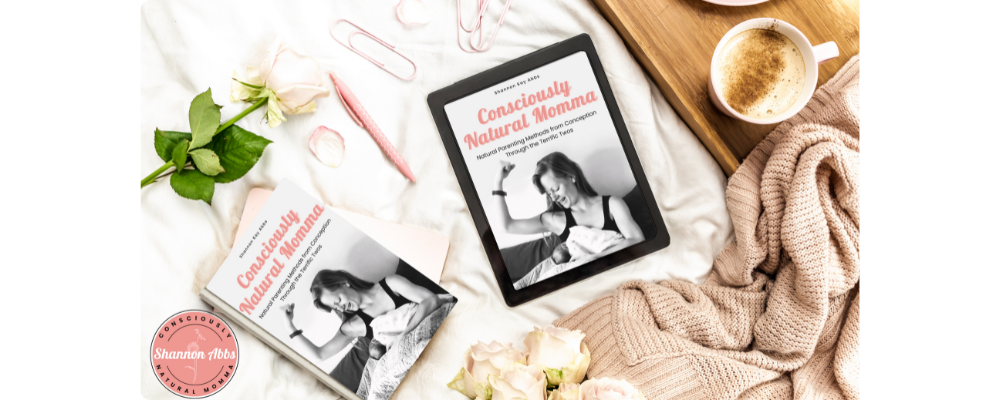 Shannon Kay Abbs
Consciously
Natural Momma
Natural Parenting Methods from Conception
Through the Terrific Twos
Shannon Kay Abbs
Consciously
Natural Momma
Natural Parenting Methods from Conception
Through the Terrific Twos
CONSCIOUSLY
Shannon Abbs
NATURAL MOMMA